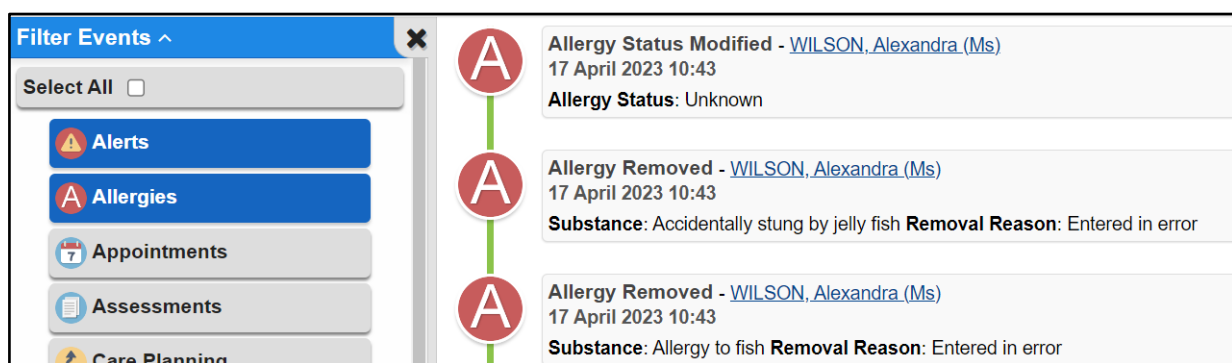 Filter Events
Select All
Alerts
A Allergies
7 Appointments
Assessments
Care Planning
A
Allergy Status Modified - WILSON, Alexandra (Ms)
17 April 2023 10:43
Allergy Status: Unknown
A
Allergy Removed - WILSON, Alexandra (Ms)
17 April 2023 10:43
Substance: Accidentally stung by jelly fish Removal Reason: Entered in error
A
Allergy Removed - WILSON, Alexandra (Ms)
17 April 2023 10:43
Substance: Allergy to fish Removal Reason: Entered in error